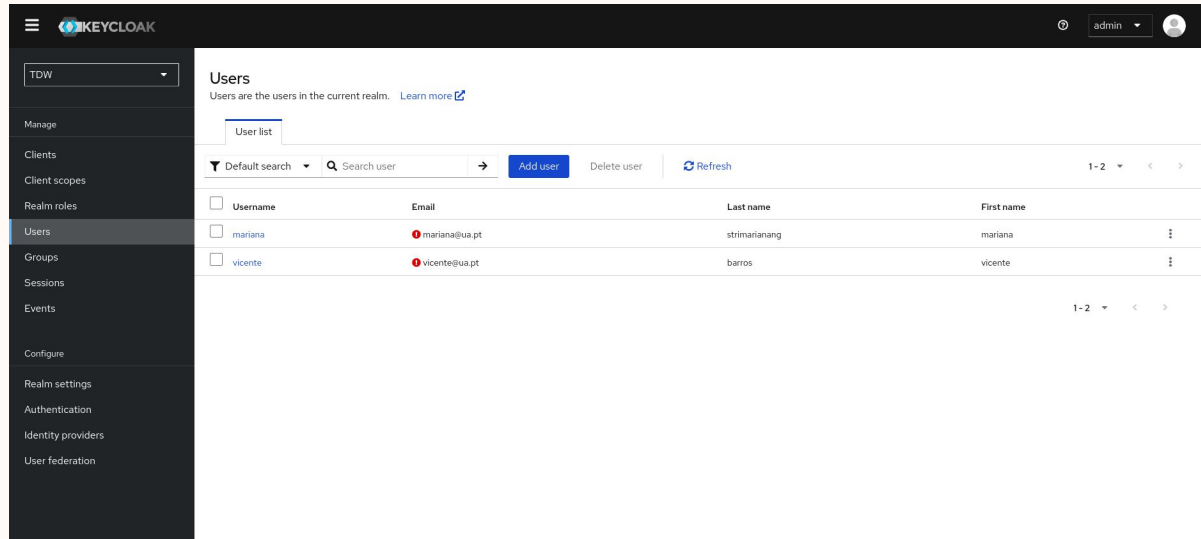 KEYCLOAK
admin
TDW
Manage
Clients
Client scopes
Realm roles
Users
Groups
Sessions
Events
Configure
Realm settings
Authentication
Identity providers
User federation
Users
Users are the users in the current realm. Learn more
User list
Default search Search user Add user Delete user Refresh 1 - 2
Username Email Last name First name
mariana mariana@ua.pt strimarianang mariana
vicente vicente@ua.pt barros vicente
1 - 2